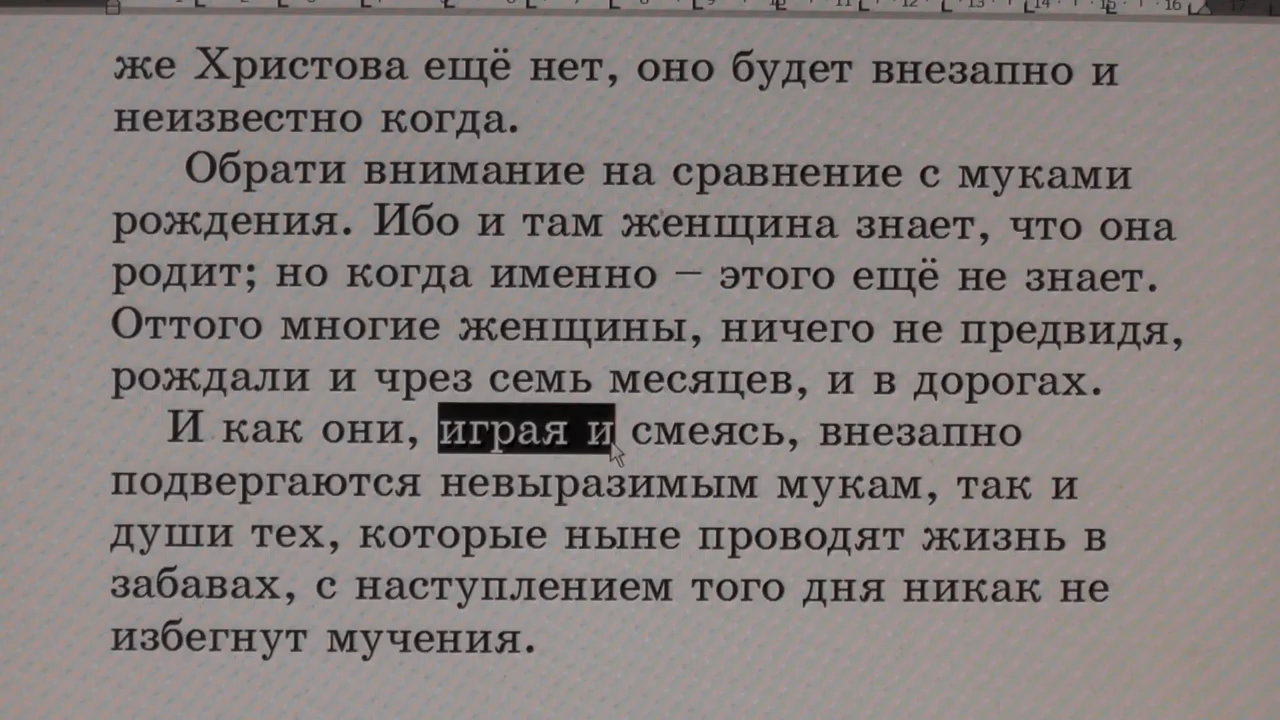 же Христова ещё нет, оно будет внезапно и
неизвестно когда.
Обрати внимание на сравнение с муками
рождения. Ибо и там женщина знает, что она
родит; но когда именно – этого ещё не знает.
Оттого многие женщины, ничего не предвидя,
рождали и чрез семь месяцев, и в дорогах.
И как они, играя и смеясь, внезапно
подвергаются невыразимым мукам, так и
души тех, которые ныне проводят жизнь в
забавах, с наступлением того дня никак не
избегнут мучения.